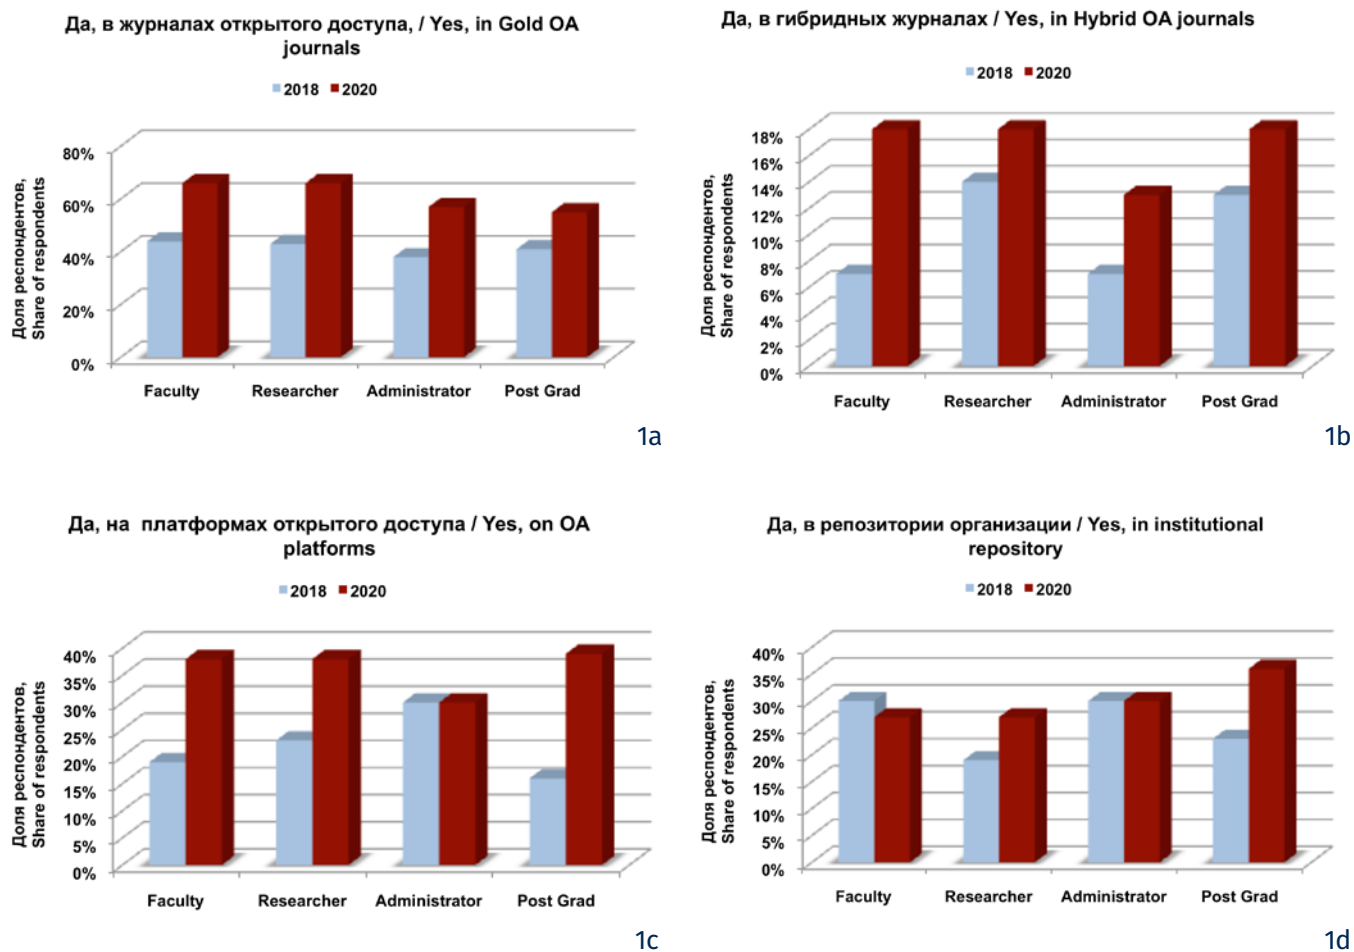 Да, в журналах открытого доступа, / Yes, in Gold OA
journals
2018 2020
Доля респондентов,
Share of respondents
80%
60%
40%
20%
0%
Faculty Researcher Administrator Post Grad
1a
Да, в гибридных журналах / Yes, in Hybrid OA journals
2018 2020
Доля респондентов,
Share of respondents
18%
16%
14%
12%
10%
8%
6%
4%
2%
0%
Faculty Researcher Administrator Post Grad
1b
Да, на платформах открытого доступа / Yes, on OA
platforms
2018 2020
Доля респондентов,
Share of respondents
40%
35%
30%
25%
20%
15%
10%
5%
0%
Faculty Researcher Administrator Post Grad
1c
Да, в репозитории организации / Yes, in institutional
repository
2018 2020
Доля респондентов,
Share of respondents
40%
35%
30%
25%
20%
15%
10%
5%
0%
Faculty Researcher Administrator Post Grad
1d